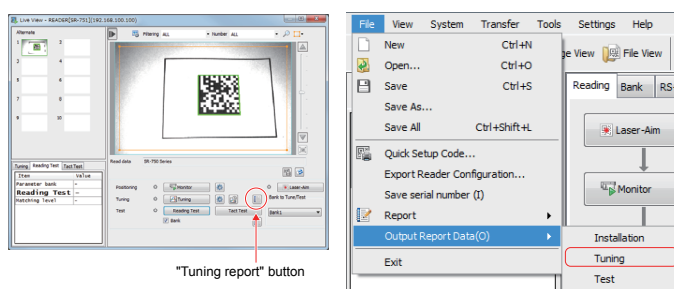 Live View - READER[SR-751][192.168.100.100]
Alternate
Filtering ALL Number ALL
1 2
3 4
5 6
7 8
9 10
Read data SR-750 Series
Tuning Reading Test Tact Test
Item Value
Parameter bank -
Reading Test -
Matching level -
Positioning Monitor Laser-Aim
Tuning Tuning Bank to Tune/Test
Test Reading Test Tact Test Bank1
Bank
"Tuning report" button
File View System Transfer Tools Settings Help
New Ctrl+N
Open... Ctrl+O
Save Ctrl+S
Save As...
Save All Ctrl+Shift+L
Quick Setup Code...
Export Reader Configuration...
Save serial number (I)
Report
Output Report Data(O)
Exit
ge View File View
Reading Bank RS-
Laser-Aim
Monitor
Installation
Tuning
Test